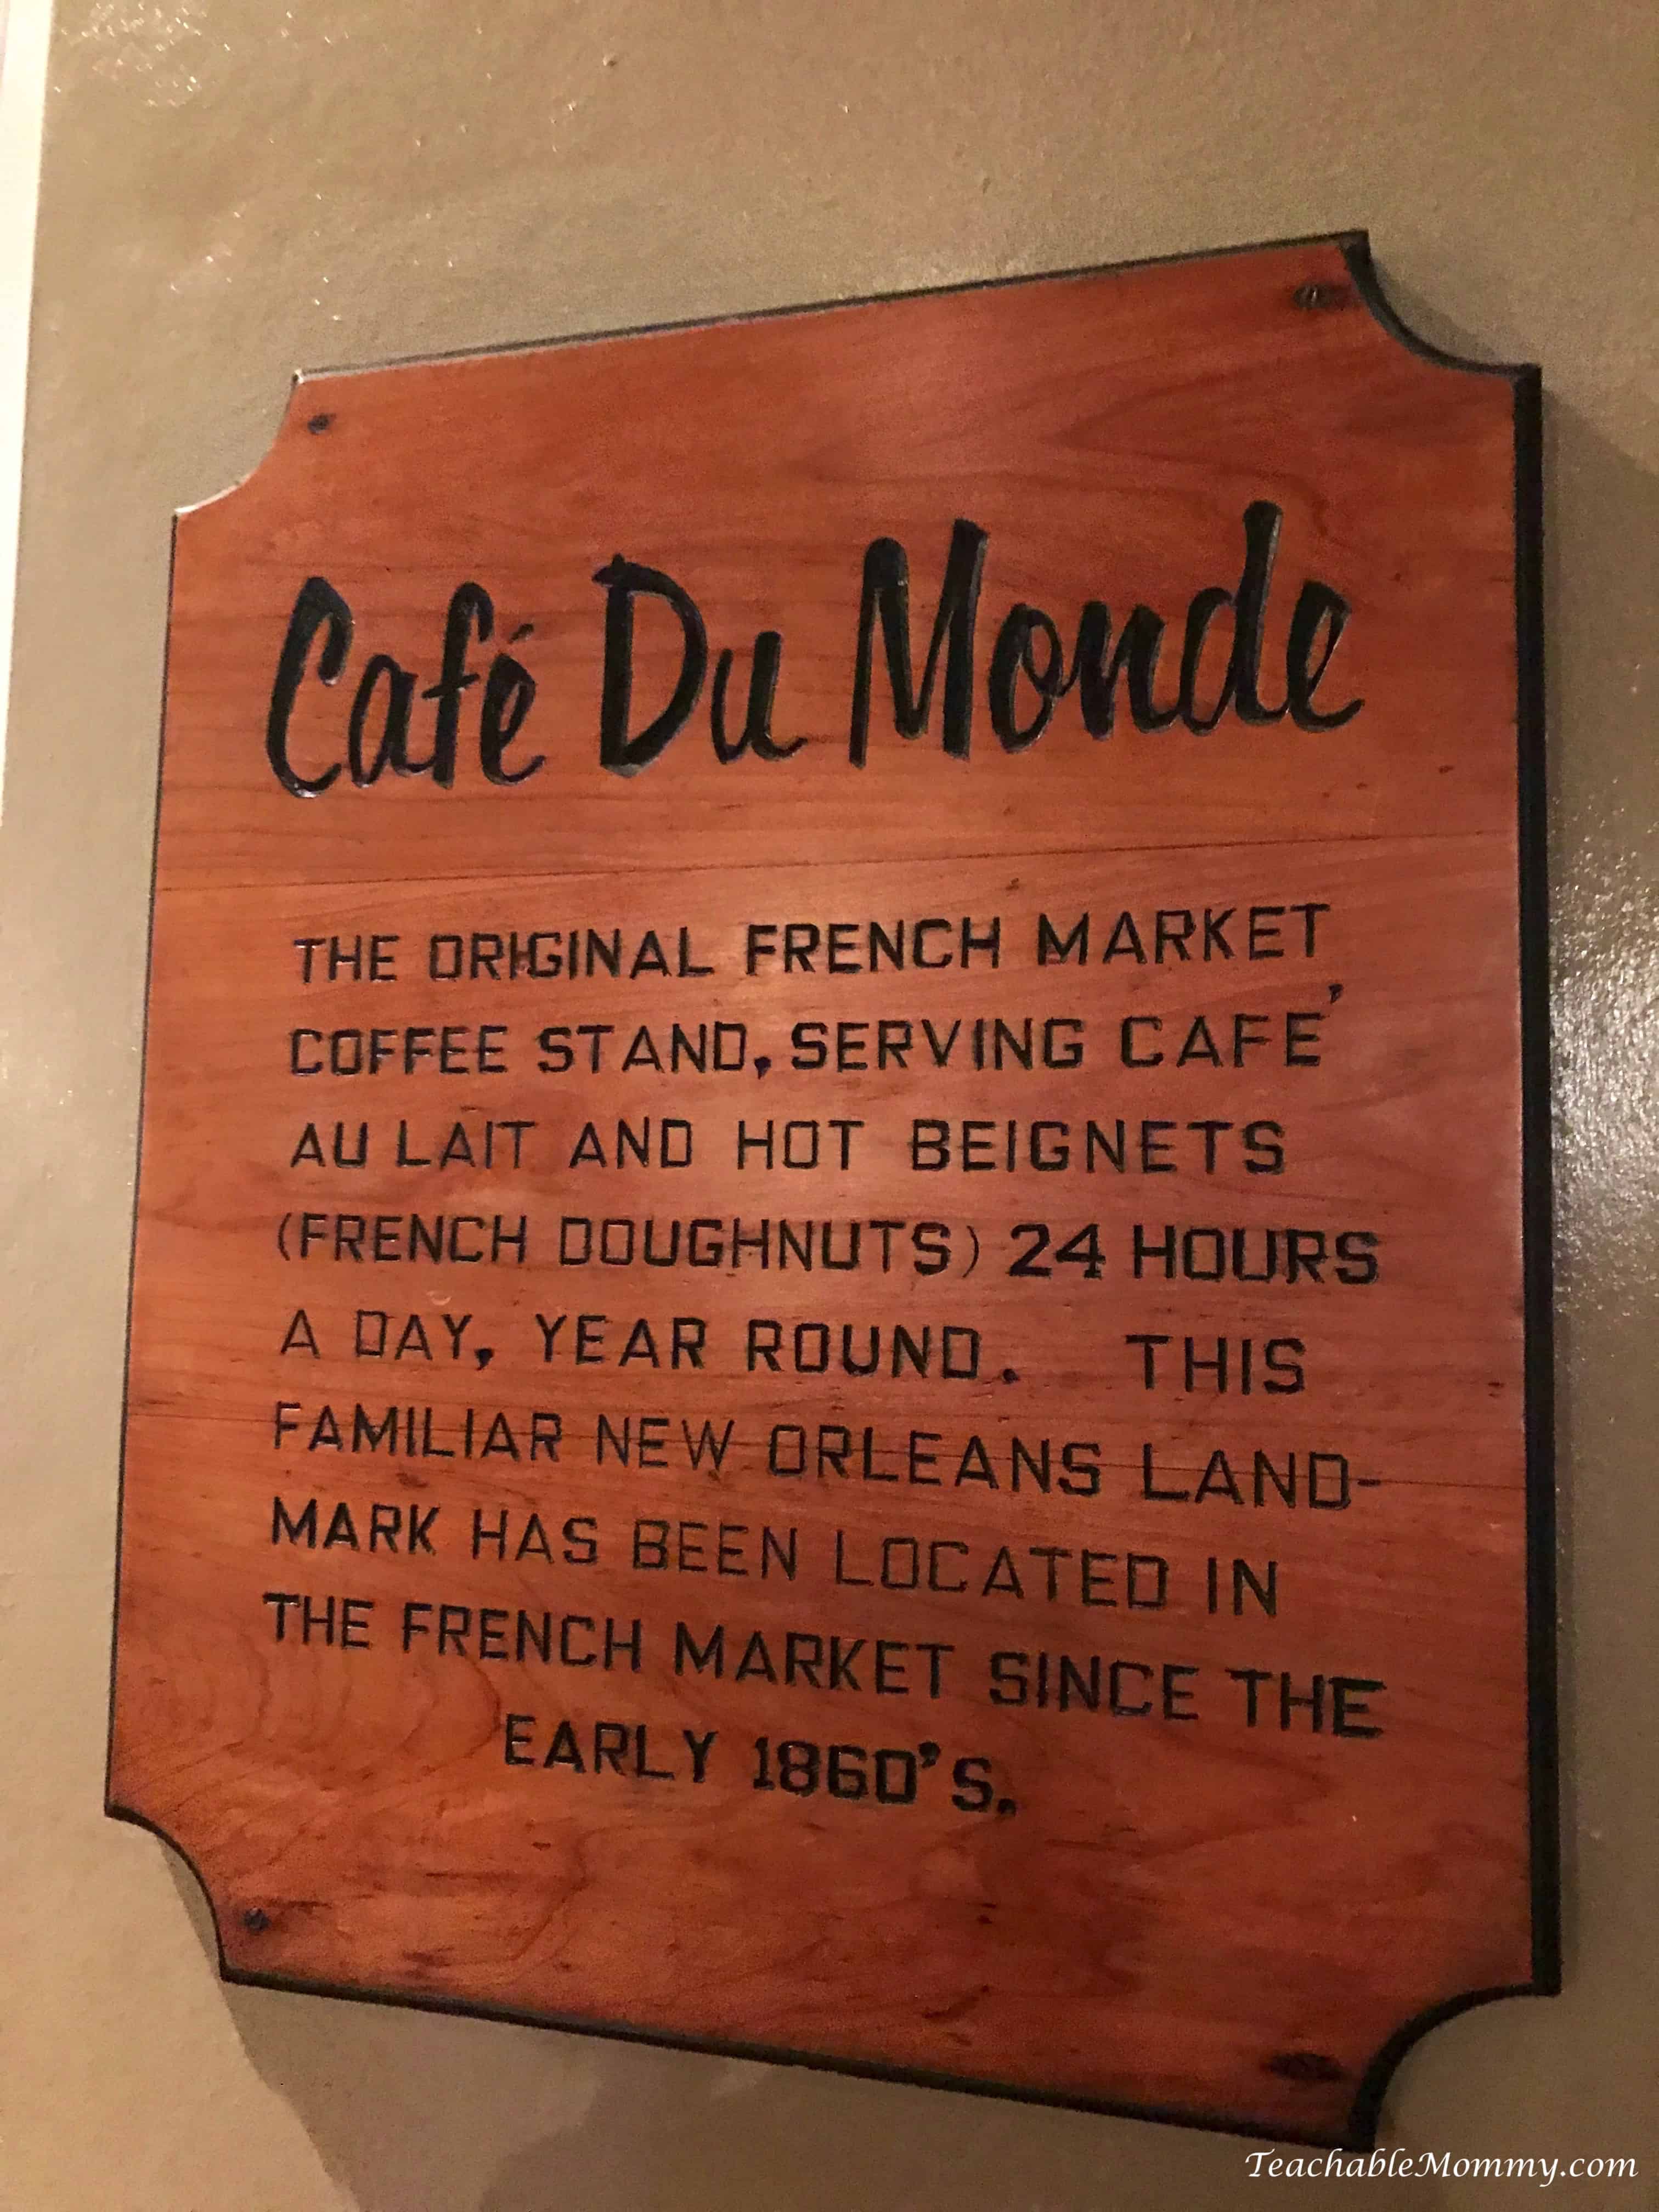 Café Du Monde
THE ORIGINAL FRENCH MARKET
COFFEE STAND, SERVING CAFÉ
AU LAIT AND HOT BEIGNETS
(FRENCH DOUGHNUTS) 24 HOURS
A DAY, YEAR ROUND. THIS
FAMILIAR NEW ORLEANS LAND-
MARK HAS BEEN LOCATED IN
THE FRENCH MARKET SINCE THE
EARLY 1860'S.
TeachableMommy.com